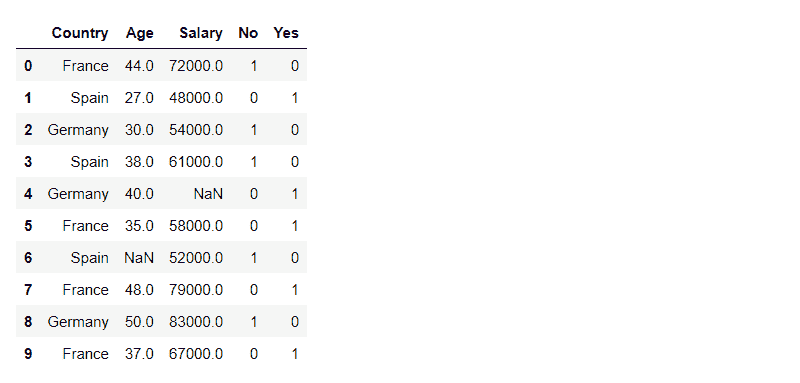 Country Age Salary No Yes
0 France 44.0 72000.0 1 0
1 Spain 27.0 48000.0 0 1
2 Germany 30.0 54000.0 1 0
3 Spain 38.0 61000.0 1 0
4 Germany 40.0 NaN 0 1
5 France 35.0 58000.0 0 1
6 Spain NaN 52000.0 1 0
7 France 48.0 79000.0 0 1
8 Germany 50.0 83000.0 1 0
9 France 37.0 67000.0 0 1